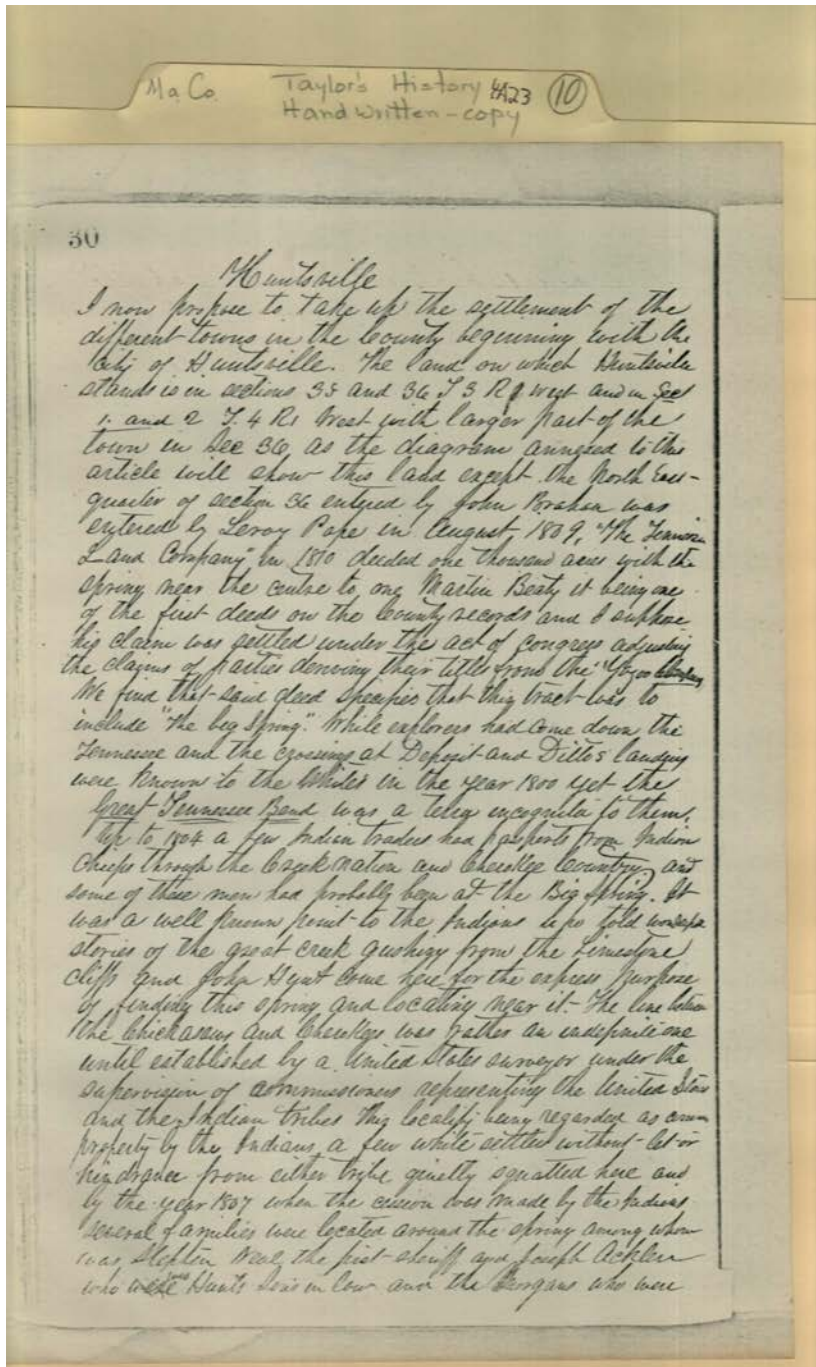 Ma. Co. Taylor's History 4A23 10
Hand written - copy
30
Huntsville
I now propose to take up the settlement of the
different towns in the County beginning with the
City of Huntsville. The land on which Huntsville
stands is in sections 35 and 36 T 3 R 1 west and in Sect
1. and 2 T. 4 R1 West with larger part of the
town in Sec 36, as the diagram annexed to this
article will show this land except the North East
quarter of section 36 entered by John Brahan was
entered by Leroy Pope in August, 1809, "The Tennessee
Land Company" in 1810 deeded one thousand acres with the
spring near the centre to one Martin Beaty it being one
of the first deeds on the County records and I suppose
his claim was settled under the act of congress adjusting
the claims of parties deriving their titles from the "Yazoo
We find that said deed specifies that this tract was to
include "The big Spring". While explorers had come down the
Tennessee and the crossings at Deposit and Dittos landing
were known to the Whites in the year 1800 yet the
Great Tennessee Bend was a terra incognita to them.
Up to 1804 a few Indian traders had passports from Indian
cheefs through the Creek nation and Cherokee Country, and
some of these men had probably been at the Big Spring. It
was a well known point to the Indians who told
stories of the great creek gushing from the Limestone
cliffs and John Hunt come here for the express purpose
of finding this spring and locating near it. The line between
the Chickasaws and Cherokees was rather an indefinite one
until established by a United States surveyor under the
supervision of commissioners representing the United States
and the Indian tribes This locality being regarded as common
property by the Indians, a few white settlers without let or
hindrance from either tribe quietly squatted here and
by the year 1807 when the cession was made by the Indians
several families were located around the spring among whom
was Stephen Neal the first sheriff and Joseph Acklen
who were Hunts Sons in law and the Morgans who were